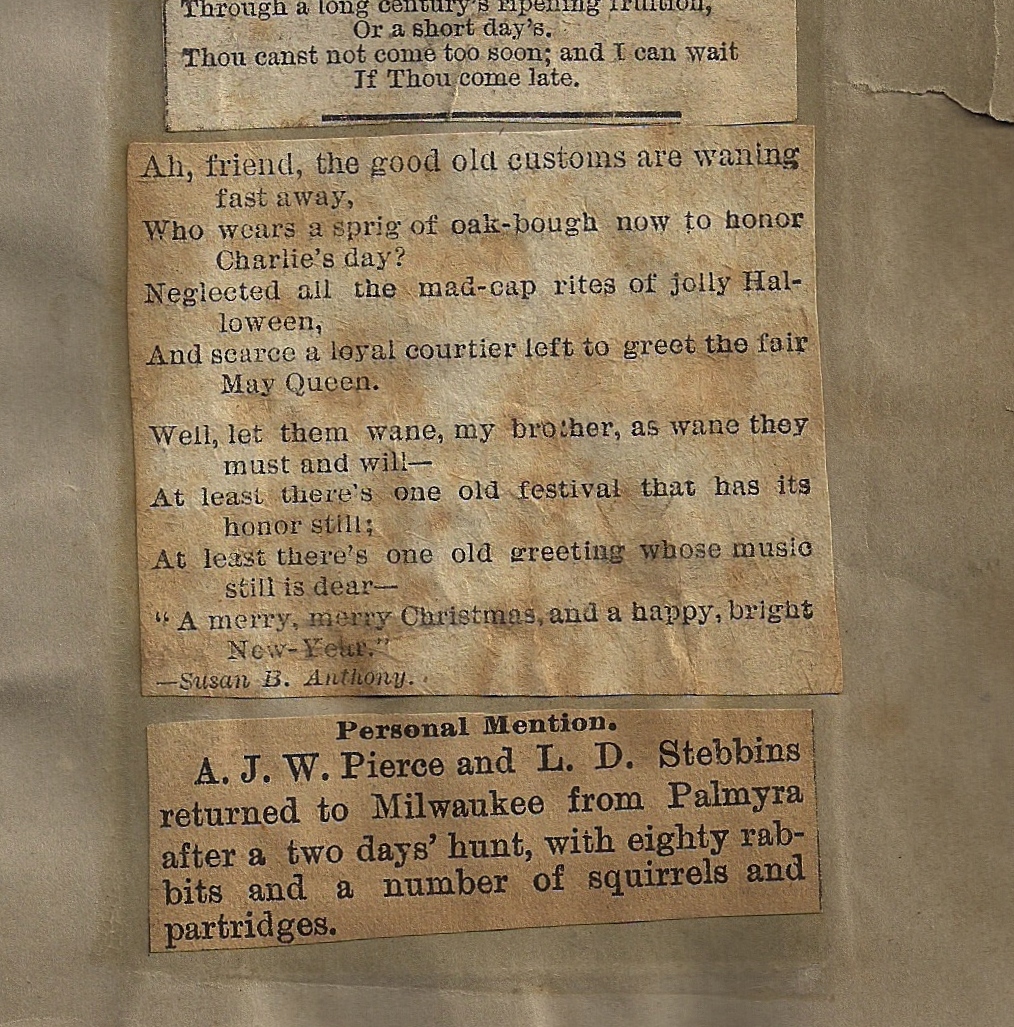 Through a long century's ripening fruition,
Or a short day's.
Thou canst not come too soon; and I can wait
If Thou come late.
Ah, friend, the good old customs are waning
fast away,
Who wears a sprig of oak-bough now to honor
Charlie's day?
Neglected all the mad-cap rites of jolly Hal-
loween,
And scarce a loyal courtier left to greet the fair
May Queen.
Well, let them wane, my brother, as wane they
must and will—
At least there's one old festival that has its
honor still;
At least there's one old greeting whose music
still is dear—
"A merry, merry Christmas, and a happy, bright
New-Year."
—Susan B. Anthony.
Personal Mention.
A. J. W. Pierce and L. D. Stebbins
returned to Milwaukee from Palmyra
after a two days' hunt, with eighty rab-
bits and a number of squirrels and
partridges.